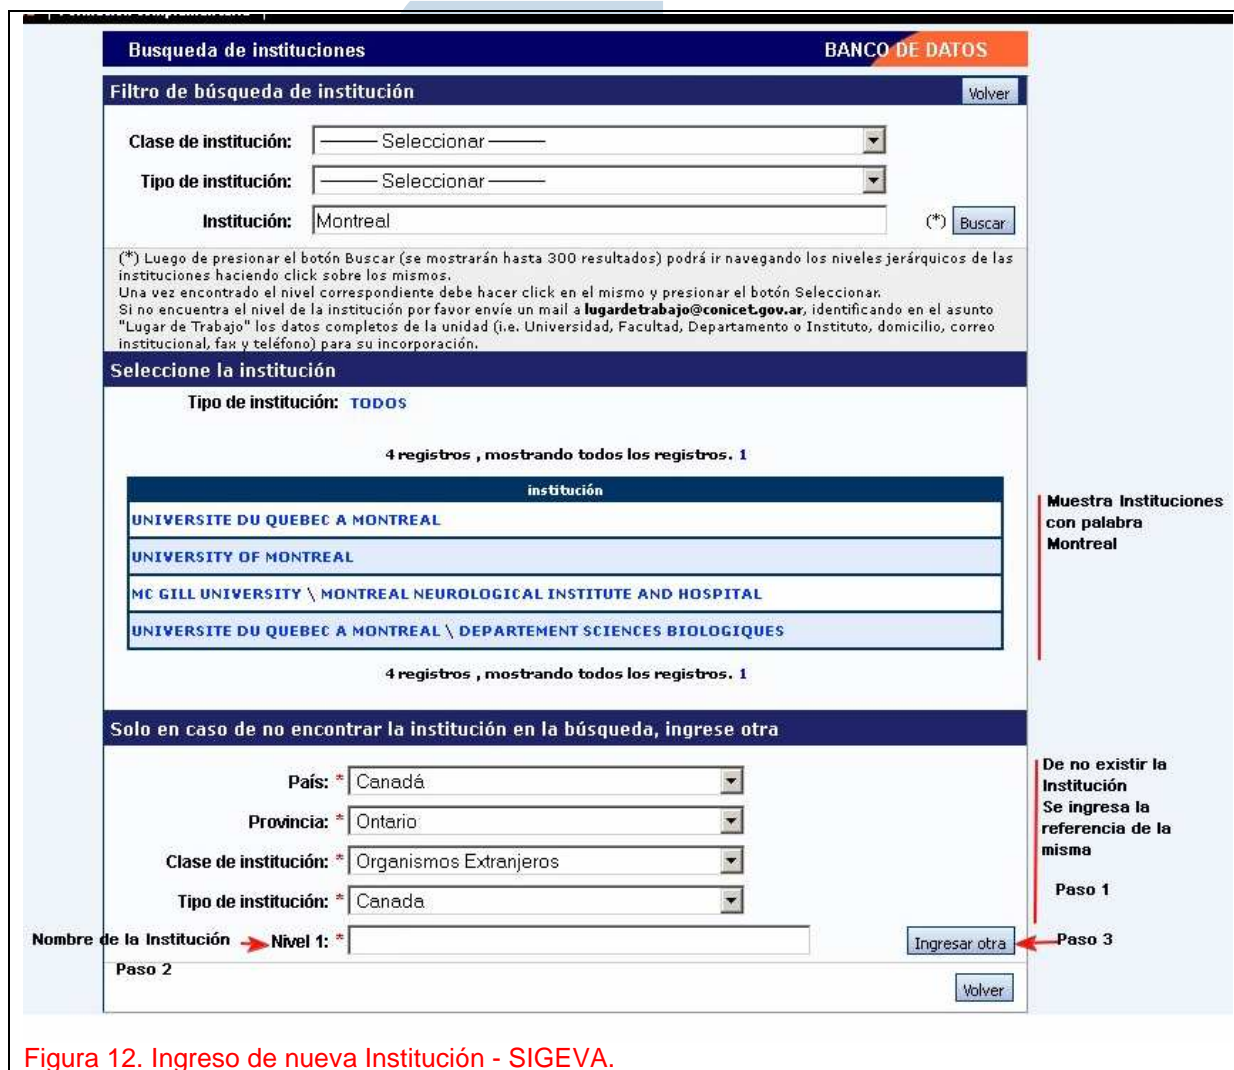 Busqueda de instituciones BANCO DE DATOS
Filtro de búsqueda de institución Volver
Clase de institución: ——— Seleccionar ———
Tipo de institución: ——— Seleccionar ———
Institución: Montreal (*) Buscar
(*) Luego de presionar el botón Buscar (se mostrarán hasta 300 resultados) podrá ir navegando los niveles jerárquicos de las
instituciones haciendo click sobre los mismos.
Una vez encontrado el nivel correspondiente debe hacer click en el mismo y presionar el botón Seleccionar.
Si no encuentra el nivel de la institución por favor envíe un mail a lugardetrabajo@conicet.gov.ar, identificando en el asunto
"Lugar de Trabajo" los datos completos de la unidad (i.e. Universidad, Facultad, Departamento o Instituto, domicilio, correo
institucional, fax y teléfono) para su incorporación.
Seleccione la institución
Tipo de institución: TODOS
4 registros , mostrando todos los registros. 1
institución
UNIVERSITE DU QUEBEC A MONTREAL
UNIVERSITY OF MONTREAL
MC GILL UNIVERSITY \ MONTREAL NEUROLOGICAL INSTITUTE AND HOSPITAL
UNIVERSITE DU QUEBEC A MONTREAL \ DEPARTEMENT SCIENCES BIOLOGIQUES
4 registros , mostrando todos los registros. 1
Muestra Instituciones
con palabra
Montreal
Solo en caso de no encontrar la institución en la búsqueda, ingrese otra
País: * Canadá
Provincia: * Ontario
Clase de institución: * Organismos Extranjeros
Tipo de institución: * Canada
Nombre de la Institución Nivel 1: * Ingresar otra
Paso 2
Volver
De no existir la
Institución
Se ingresa la
referencia de la
misma
Paso 1
Paso 3
Figura 12. Ingreso de nueva Institución - SIGEVA.